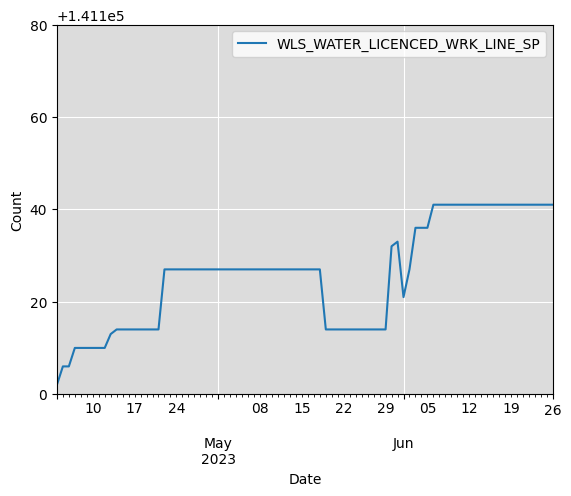 +1.411e5
80
60
40
20
0
Count
WLS_WATER_LICENCED_WRK_LINE_SP
10 17 24 08 15 22 29 05 12 19 26
May Jun
2023
Date